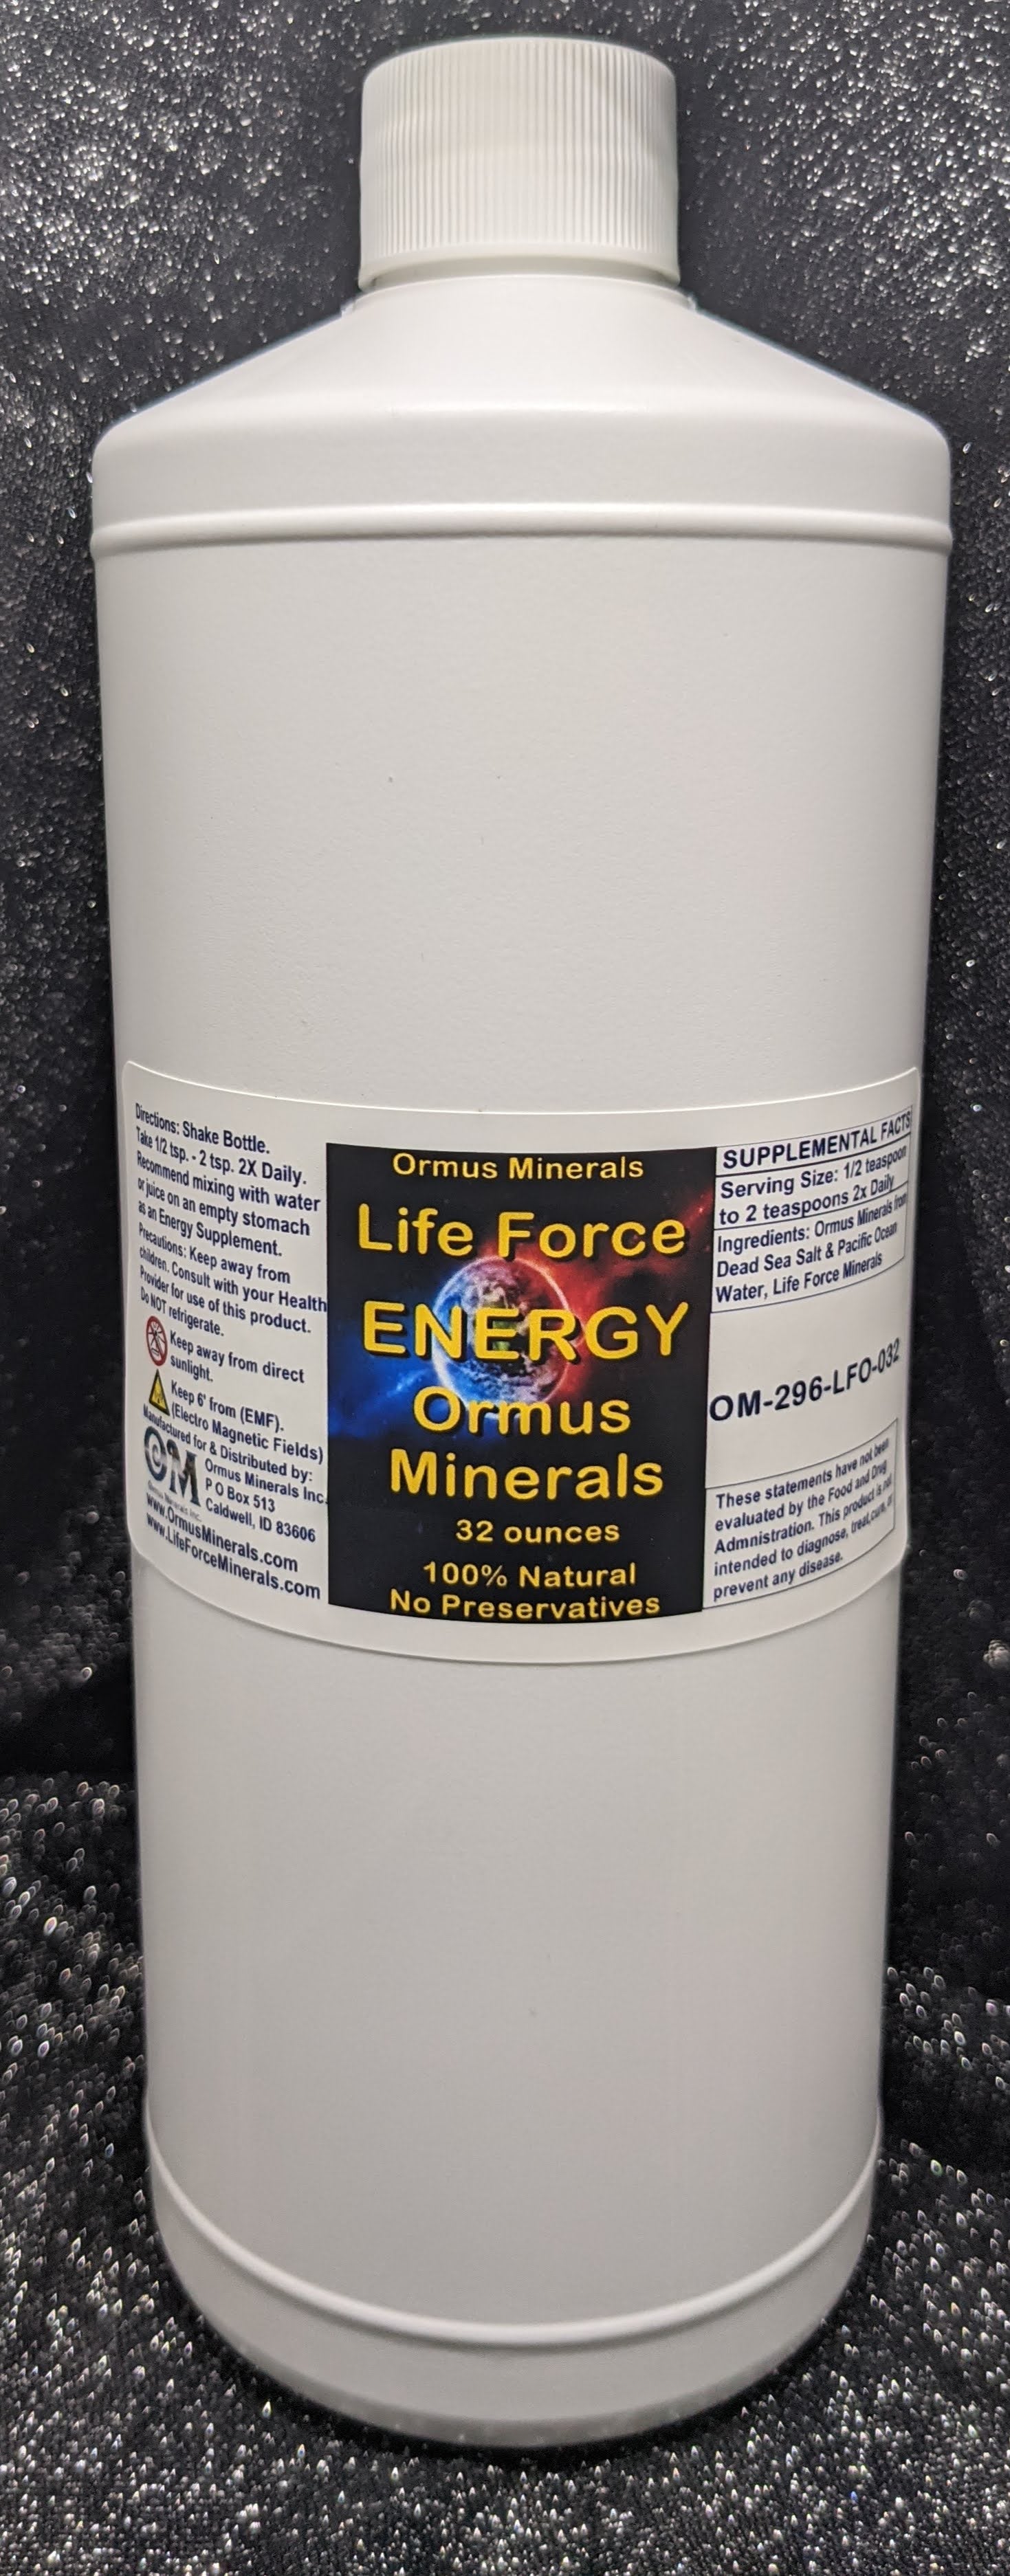 Directions: Shake Bottle.
Take 1/2 tsp. - 2 tsp. 2X Daily.
Recommend mixing with water
or juice on an empty stomach
as an Energy Supplement.
Precautions: Keep away from
children. Consult with your Health
Provider for use of this product.
Do NOT refrigerate.
Keep away from direct
sunlight.
Keep 6' from (EMF).
(Electro Magnetic Fields)
Manufactured for & Distributed by:
OM
Ormus Minerals Inc.
Ormus Minerals Inc.
P O Box 513
Caldwell, ID 83606
www.OrmusMinerals.com
www.LifeForceMinerals.com
Ormus Minerals
Life Force
ENERGY
Ormus
Minerals
32 ounces
100% Natural
No Preservatives
SUPPLEMENTAL FACTS
Serving Size: 1/2 teaspoon
to 2 teaspoons 2x Daily
Ingredients: Ormus Minerals from
Dead Sea Salt & Pacific Ocean
Water, Life Force Minerals
OM-296-LFO-032
These statements have not been
evaluated by the Food and Drug
Admnistration. This product is not
intended to diagnose, treat, cure, or
prevent any disease.